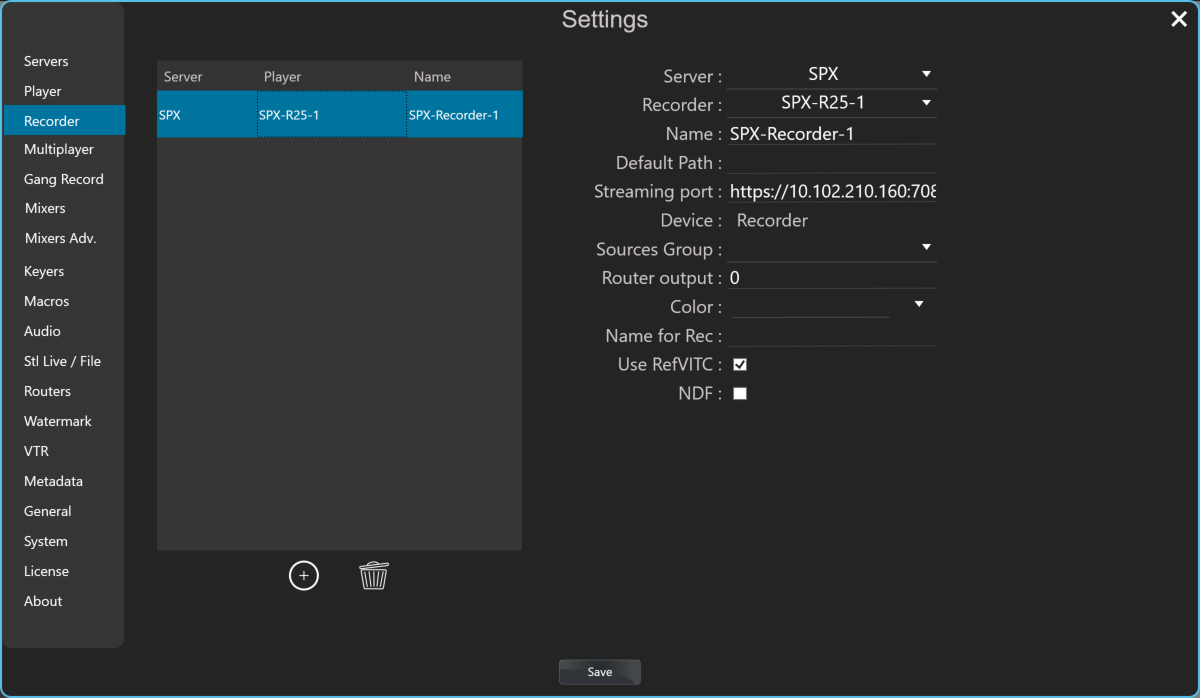 Settings
Servers
Player
Recorder
Multiplayer
Gang Record
Mixers
Mixers Adv.
Keyers
Macros
Audio
Stl Live / File
Routers
Watermark
VTR
Metadata
General
System
License
About
Server Player Name
SPX SPX-R25-1 SPX-Recorder-1
Server : SPX
Recorder : SPX-R25-1
Name : SPX-Recorder-1
Default Path :
Streaming port : https://10.102.210.160:708
Device : Recorder
Sources Group :
Router output : 0
Color :
Name for Rec :
Use RefVITC :
NDF :
Save